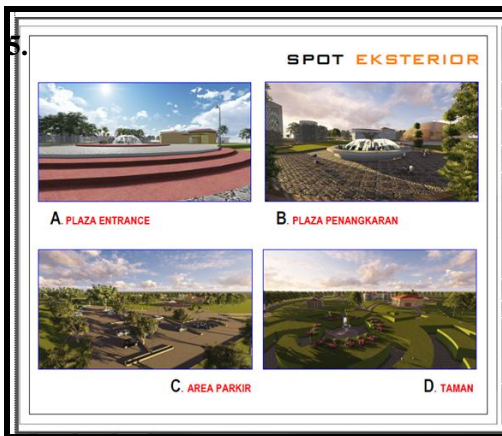 5.
SPOT EKSTERIOR
A. PLAZA ENTRANCE
B. PLAZA PENANGKARAN
C. AREA PARKIR
D. TAMAN